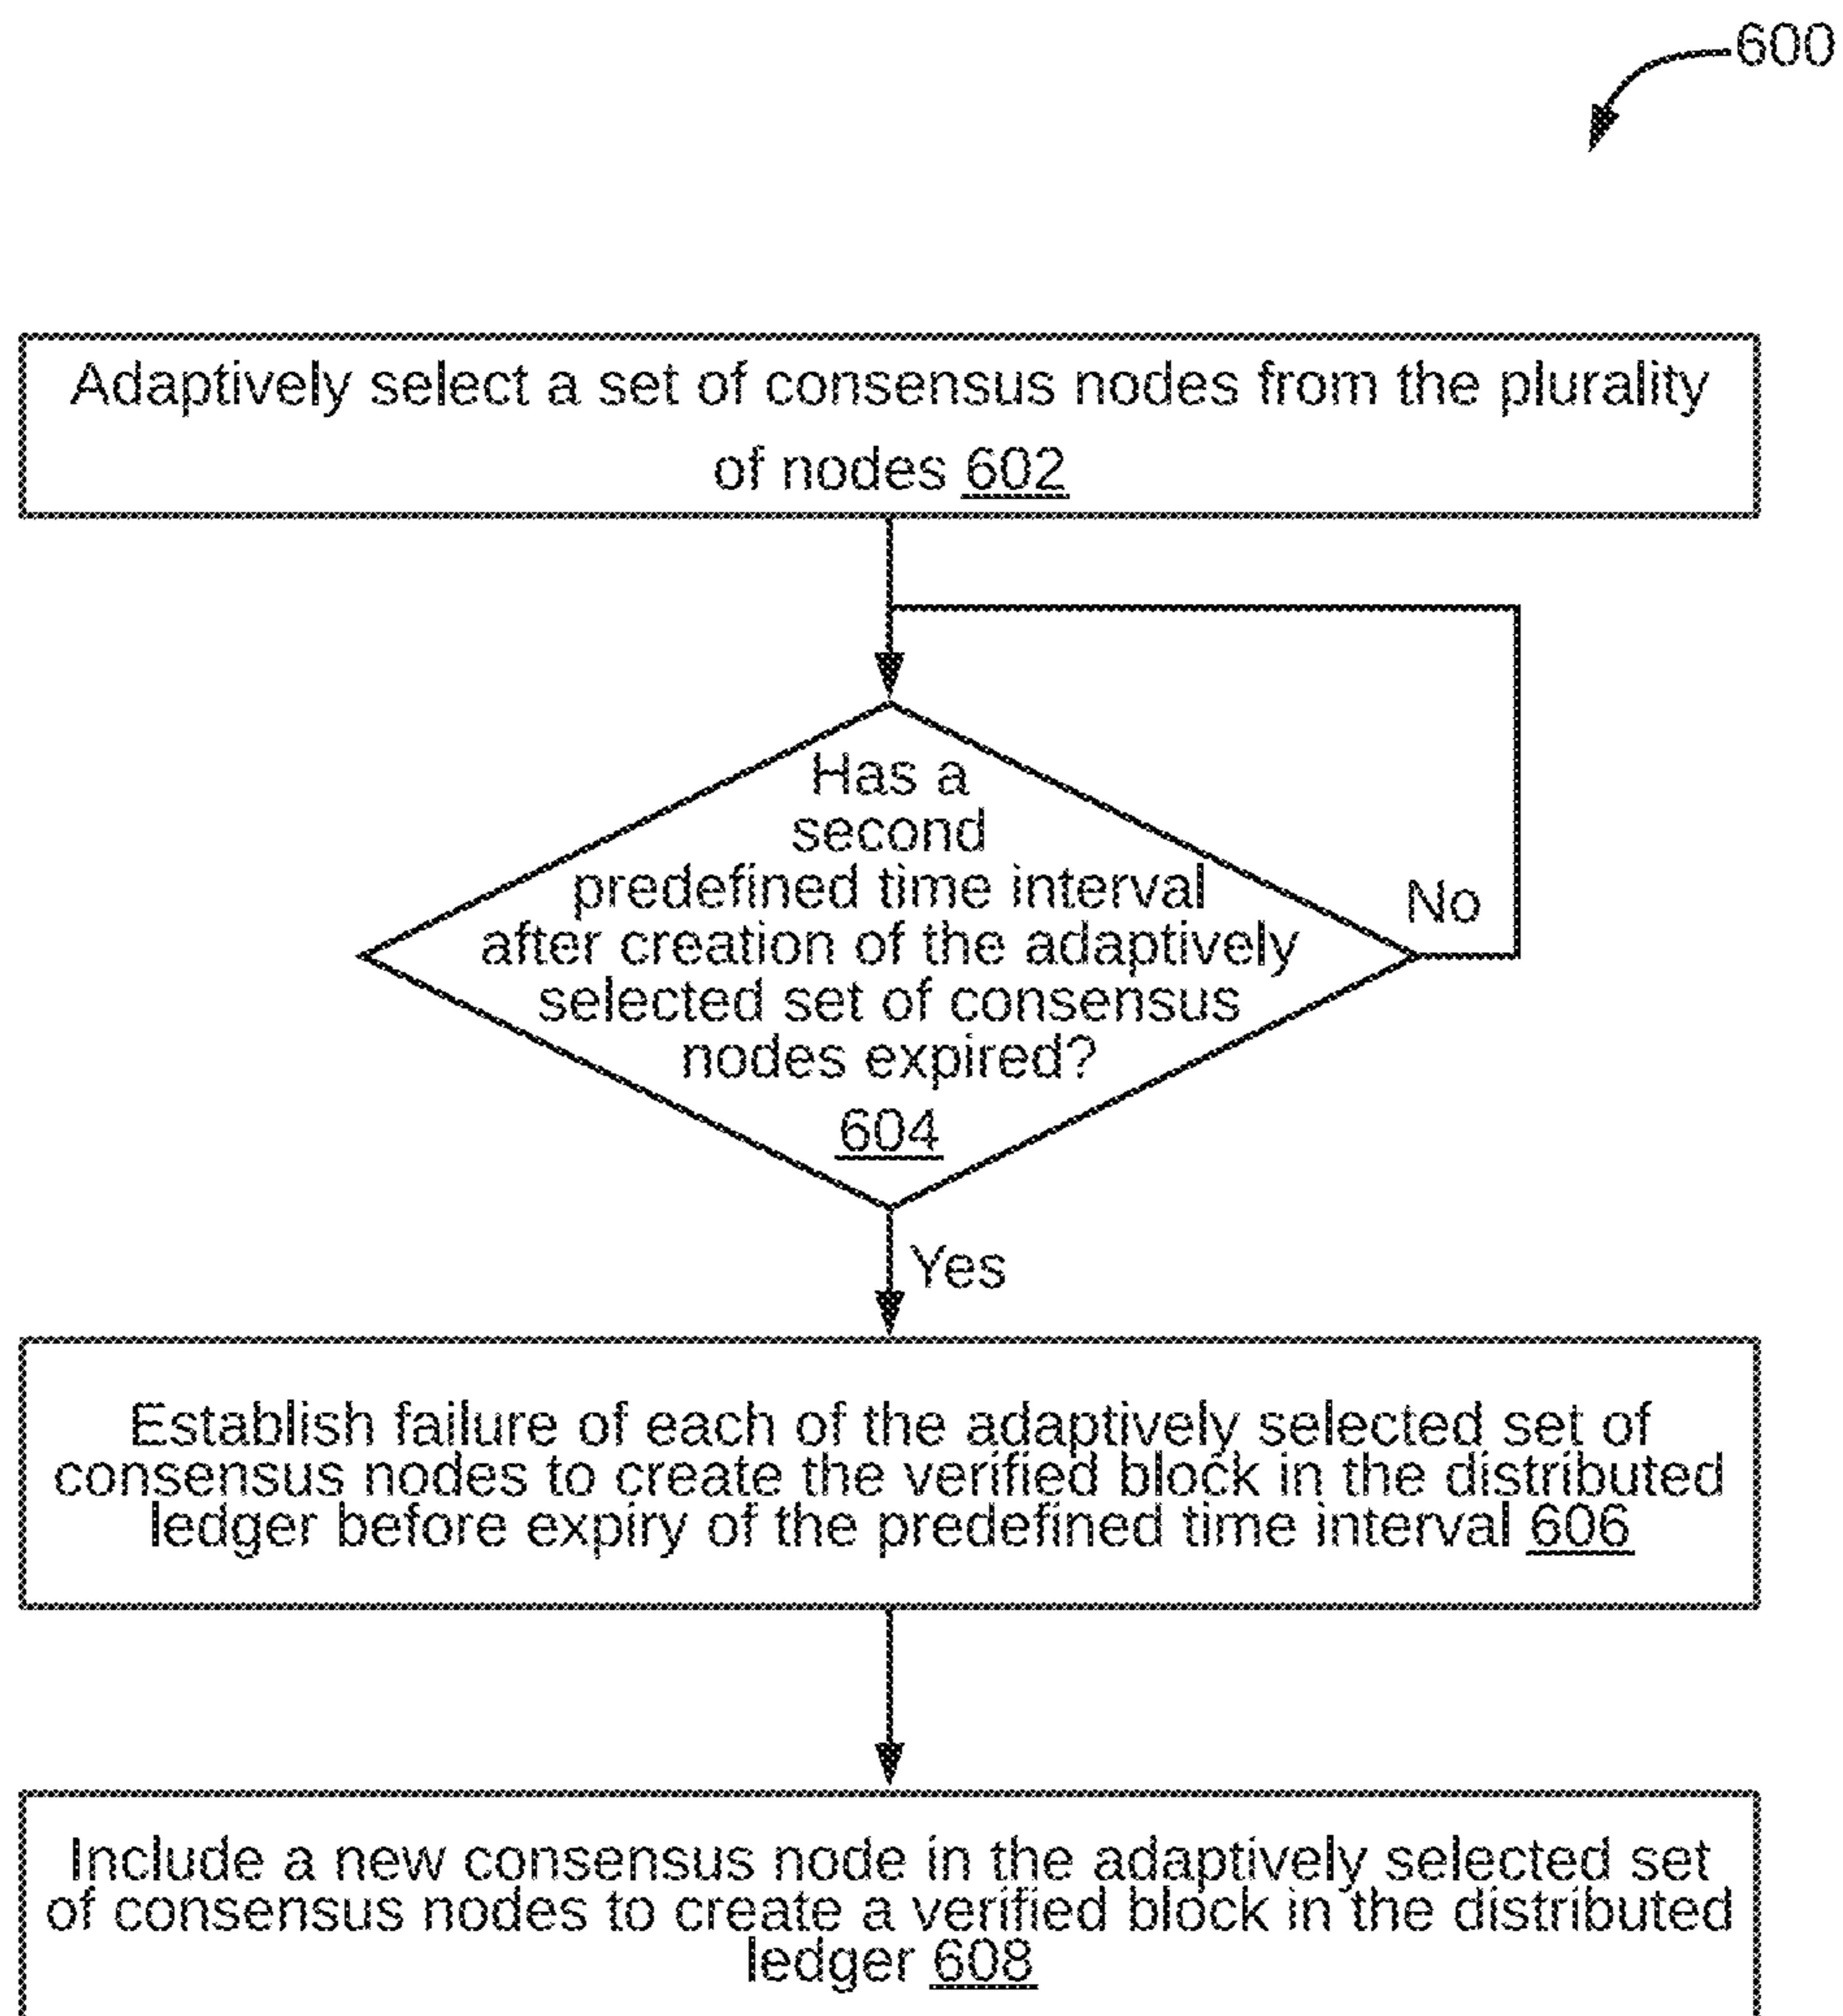 600
Adaptively select a set of consensus nodes from the plurality
of nodes 602
Has a
second
predefined time interval
after creation of the adaptively
selected set of consensus
nodes expired?
604
No
Yes
Establish failure of each of the adaptively selected set of
consensus nodes to create the verified block in the distributed
ledger before expiry of the predefined time interval 606
Include a new consensus node in the adaptively selected set
of consensus nodes to create a verified block in the distributed
ledger 608